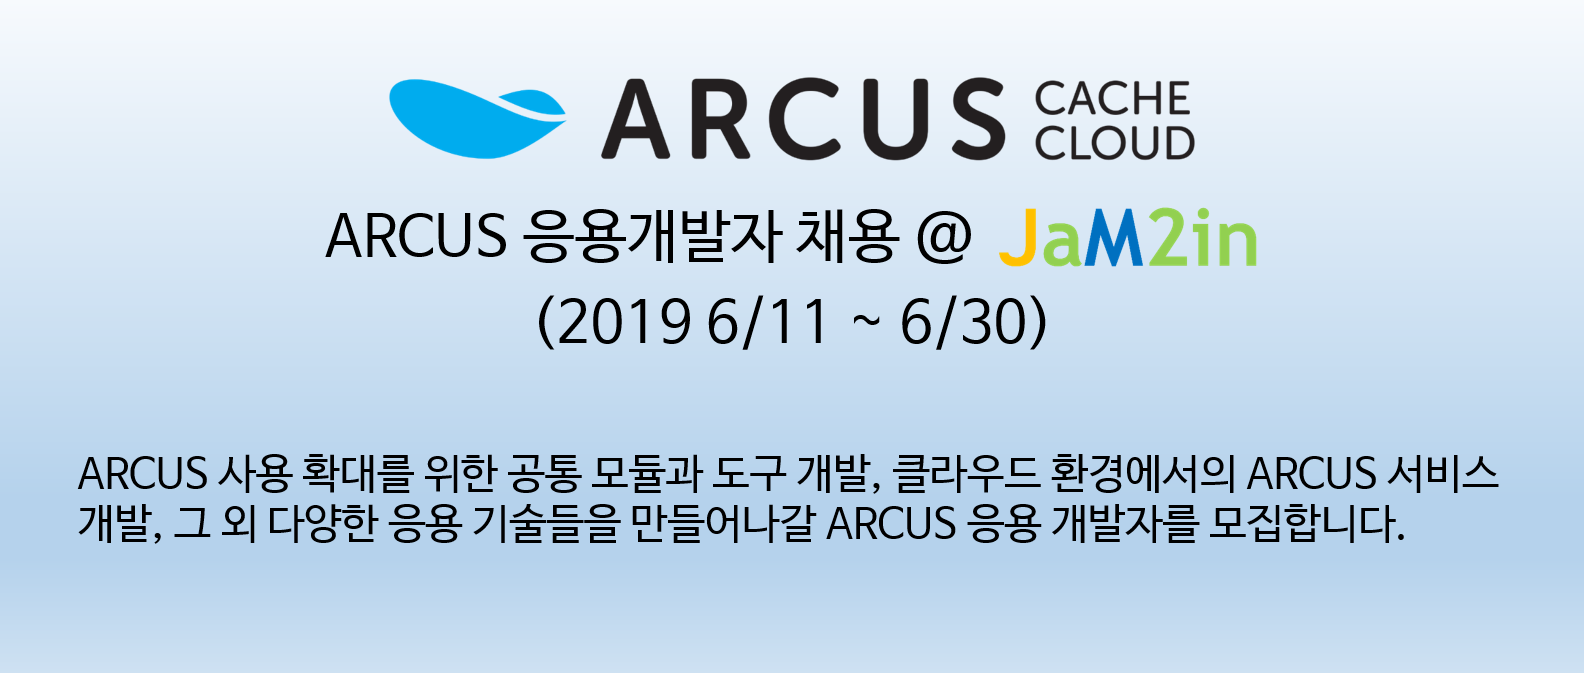 ARCUS CACHE CLOUD
ARCUS 응용개발자 채용 @ JaM2in
(2019 6/11 ~ 6/30)
ARCUS 사용 확대를 위한 공통 모듈과 도구 개발, 클라우드 환경에서의 ARCUS 서비스
개발, 그 외 다양한 응용 기술들을 만들어나갈 ARCUS 응용 개발자를 모집합니다.